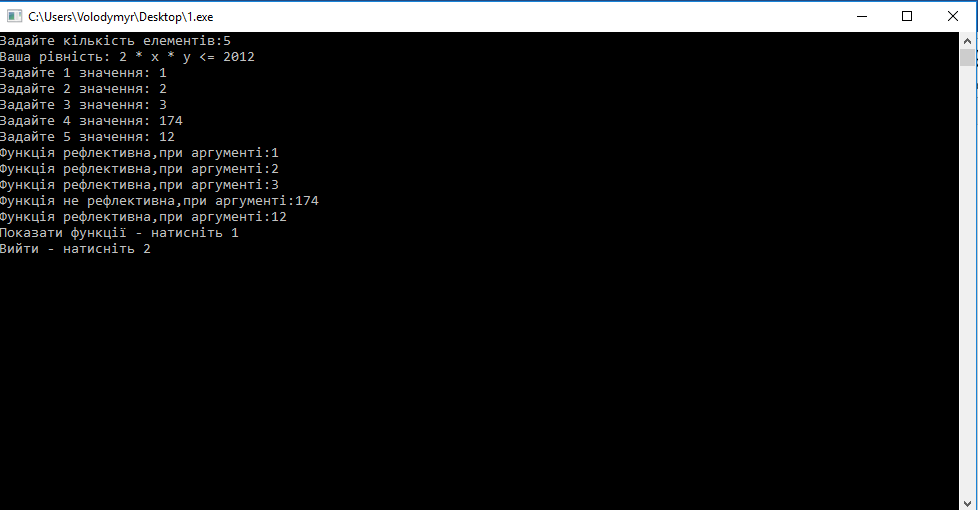 C:\Users\Volodymyr\Desktop\1.exe
Задайте кількість елементів:5
Ваша рівність: 2 * x * y <= 2012
Задайте 1 значення: 1
Задайте 2 значення: 2
Задайте 3 значення: 3
Задайте 4 значення: 174
Задайте 5 значення: 12
Функція рефлективна,при аргументі:1
Функція рефлективна,при аргументі:2
Функція рефлективна,при аргументі:3
Функція не рефлективна,при аргументі:174
Функція рефлективна,при аргументі:12
Показати функції - натисніть 1
Вийти - натисніть 2